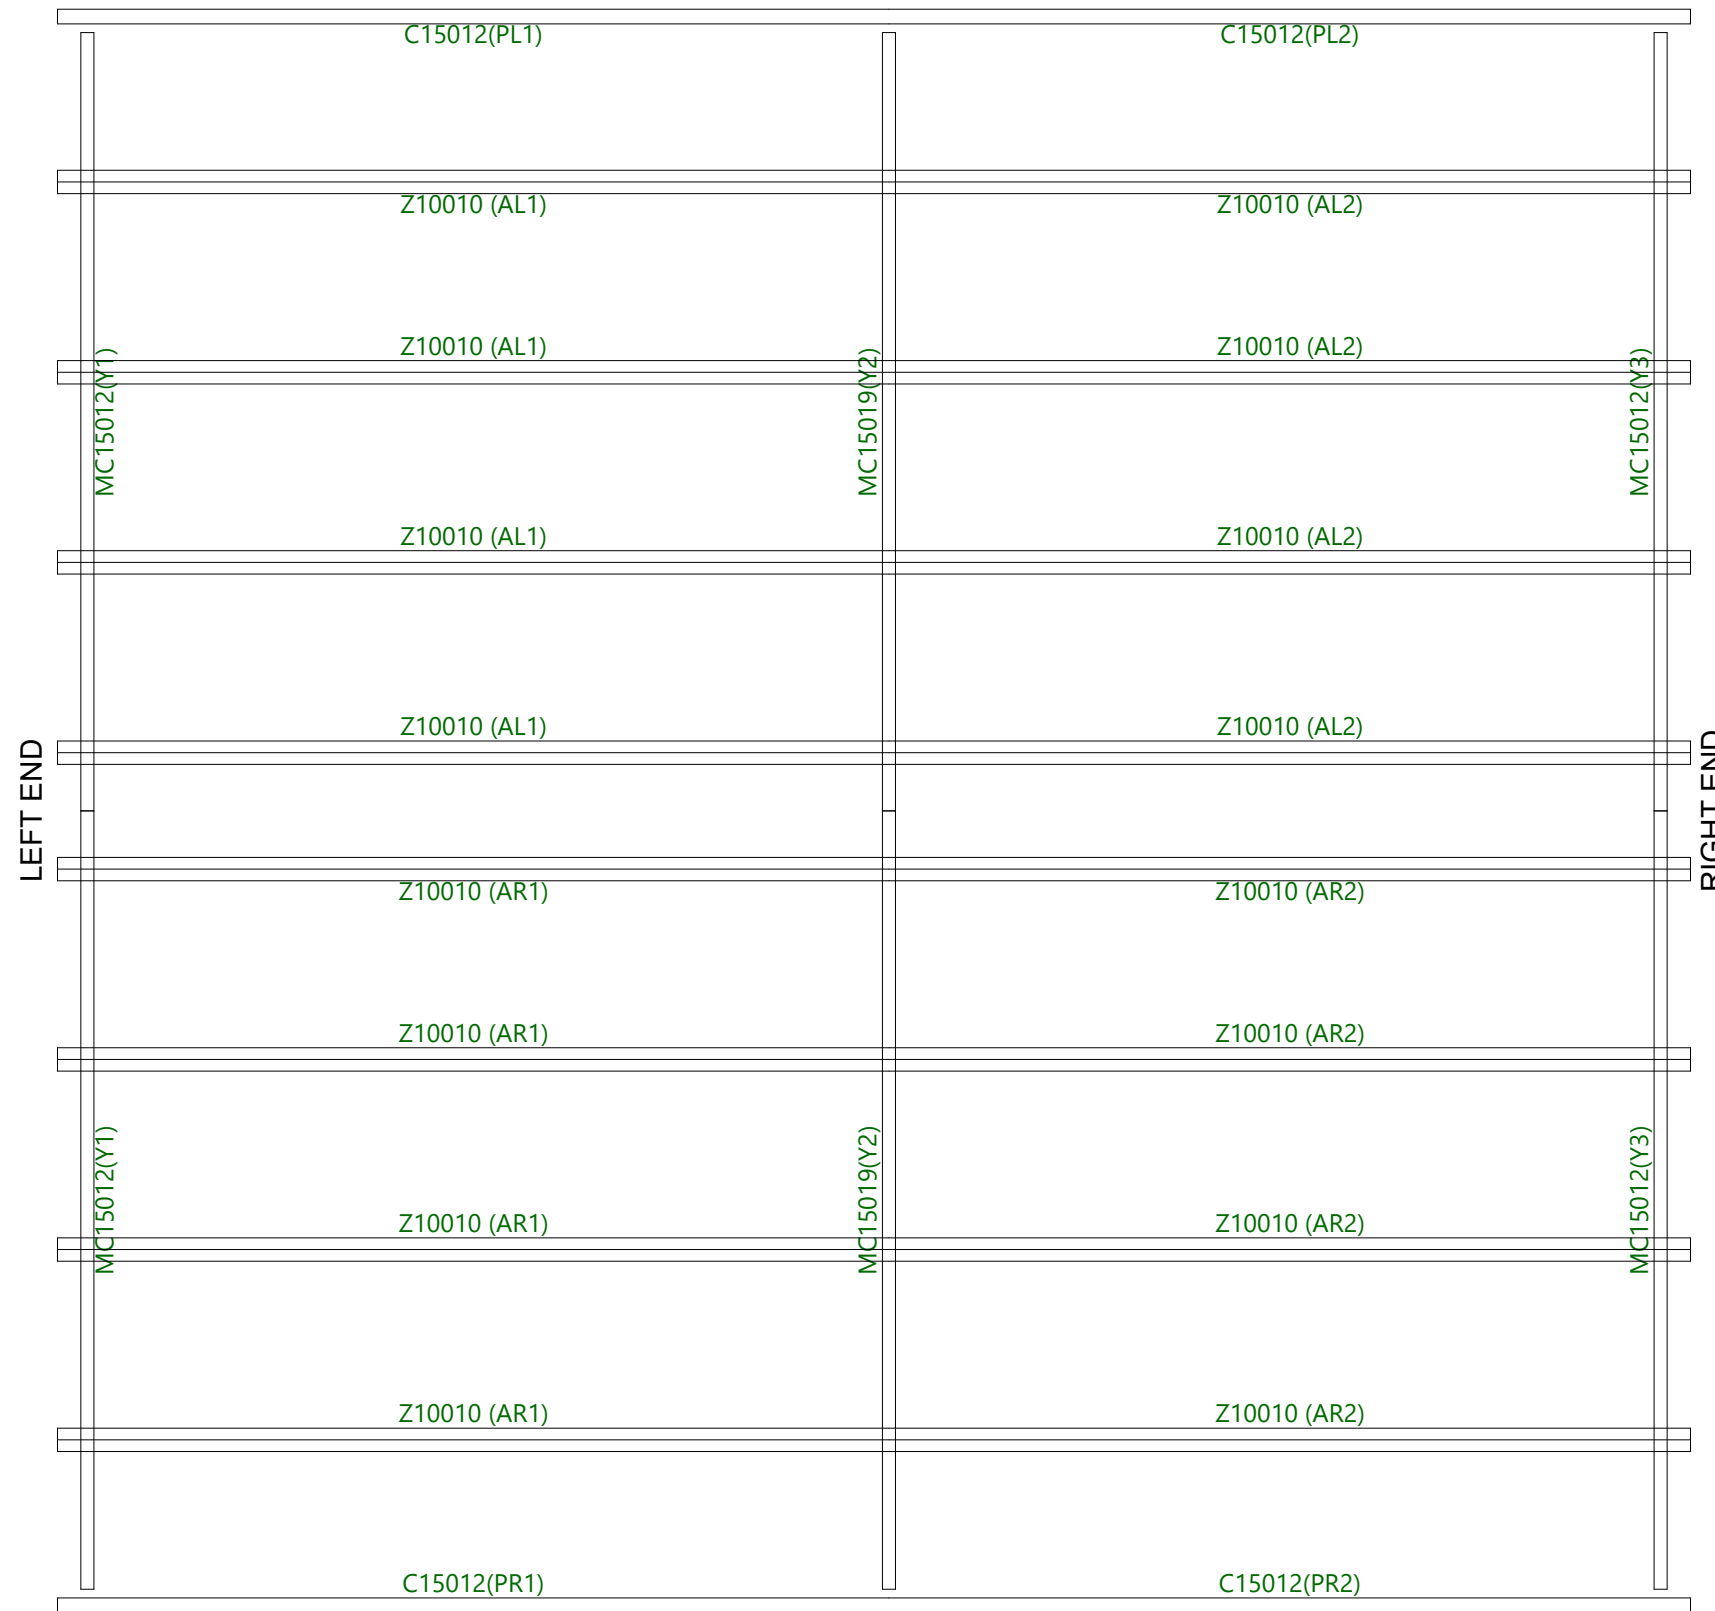 C15012(PL1)
C15012(PL2)
Z10010 (AL1)
Z10010 (AL2)
Z10010 (AL1)
Z10010 (AL2)
MC15012(Y1)
MC15019(Y2)
MC15012(Y3)
Z10010 (AL1)
Z10010 (AL2)
Z10010 (AL1)
Z10010 (AL2)
LEFT END
RIGHT END
Z10010 (AR1)
Z10010 (AR2)
Z10010 (AR1)
Z10010 (AR2)
MC15012(Y1)
MC15019(Y2)
MC15012(Y3)
Z10010 (AR1)
Z10010 (AR2)
Z10010 (AR1)
Z10010 (AR2)
C15012(PR1)
C15012(PR2)